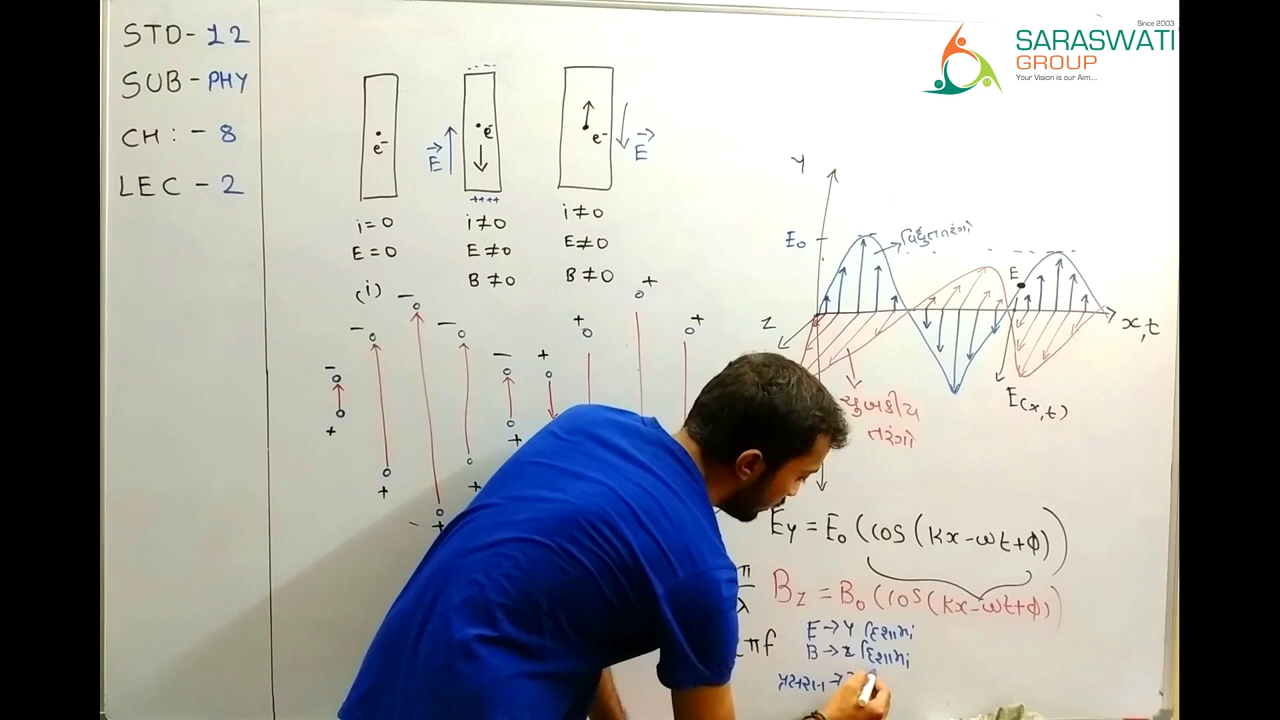 STD- 12
SUB - PHY
CH : - 8
LEC - 2
Since 2003
SARASWATI
GROUP
Your Vision is our Aim...
e-
E e-
e- E
i = 0
E = 0
(i)
i ≠ 0
E ≠ 0
B ≠ 0
i ≠ 0
E ≠ 0
B ≠ 0
Y
E₀
વિદ્યુતતરંગો
Z
E
x,t
E(x,t)
ચુંબકીય
તરંગો
Ey = E₀ (cos (kx-ωt+ϕ))
π
λ
Bz = B₀ (cos (kx-ωt+ϕ))
πf
E → Y દિશામાં
B → z દિશામાં
પ્રસરણ →